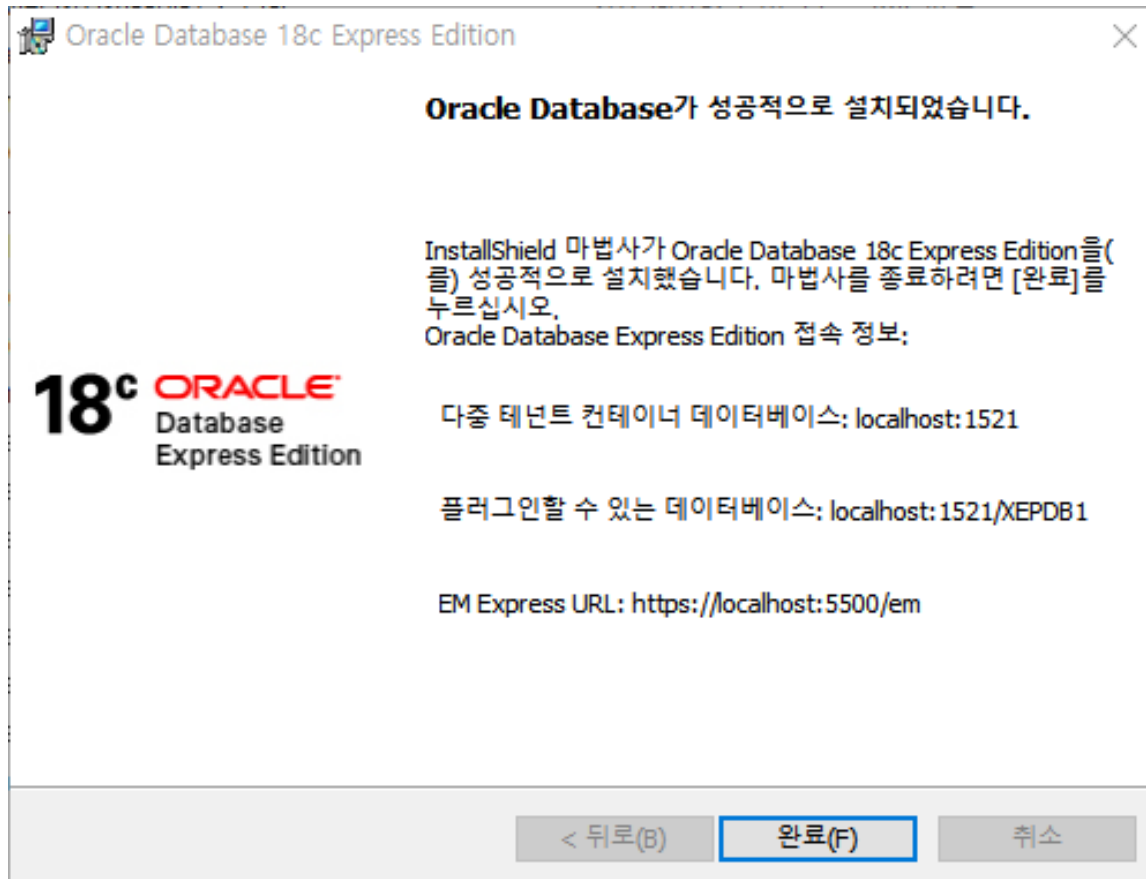 Oracle Database 18c Express Edition
Oracle Database가 성공적으로 설치되었습니다.
InstallShield 마법사가 Oracle Database 18c Express Edition을(
를) 성공적으로 설치했습니다. 마법사를 종료하려면 [완료]를
누르십시오.
Oracle Database Express Edition 접속 정보:
18c ORACLE
Database
Express Edition
다중 테넌트 컨테이너 데이터베이스: localhost:1521
플러그인할 수 있는 데이터베이스: localhost:1521/XEPDB1
EM Express URL: https://localhost:5500/em
< 뒤로(B)
완료(F)
취소